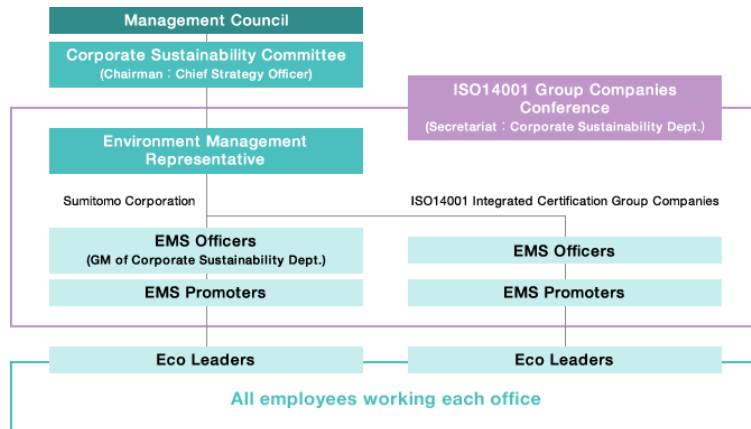 Management Council
Corporate Sustainability Committee
(Chairman : Chief Strategy Officer)
ISO14001 Group Companies
Conference
(Secretariat : Corporate Sustainability Dept.)
Environment Management
Representative
Sumitomo Corporation
ISO14001 Integrated Certification Group Companies
EMS Officers
(GM of Corporate Sustainability Dept.)
EMS Officers
EMS Promoters
EMS Promoters
Eco Leaders
Eco Leaders
All employees working each office